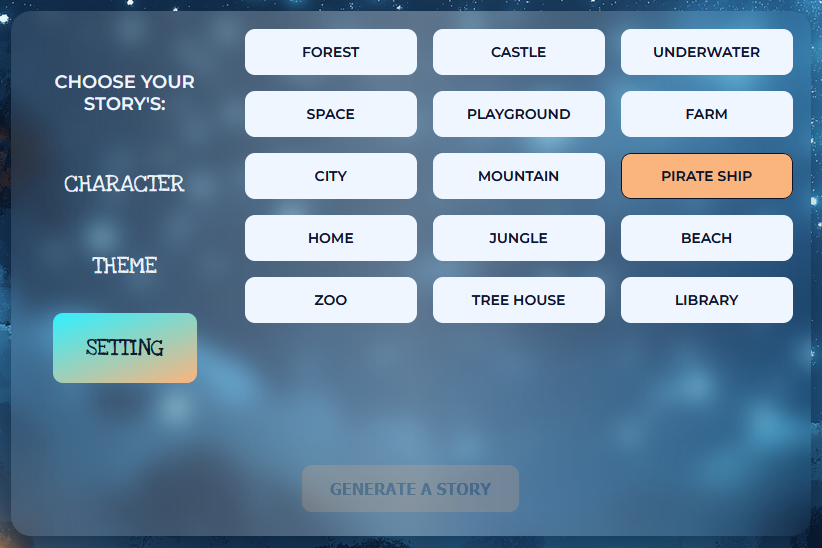 CHOOSE YOUR
STORY'S:
CHARACTER
THEME
SETTING
FOREST
CASTLE
UNDERWATER
SPACE
PLAYGROUND
FARM
CITY
MOUNTAIN
PIRATE SHIP
HOME
JUNGLE
BEACH
ZOO
TREE HOUSE
LIBRARY
GENERATE A STORY